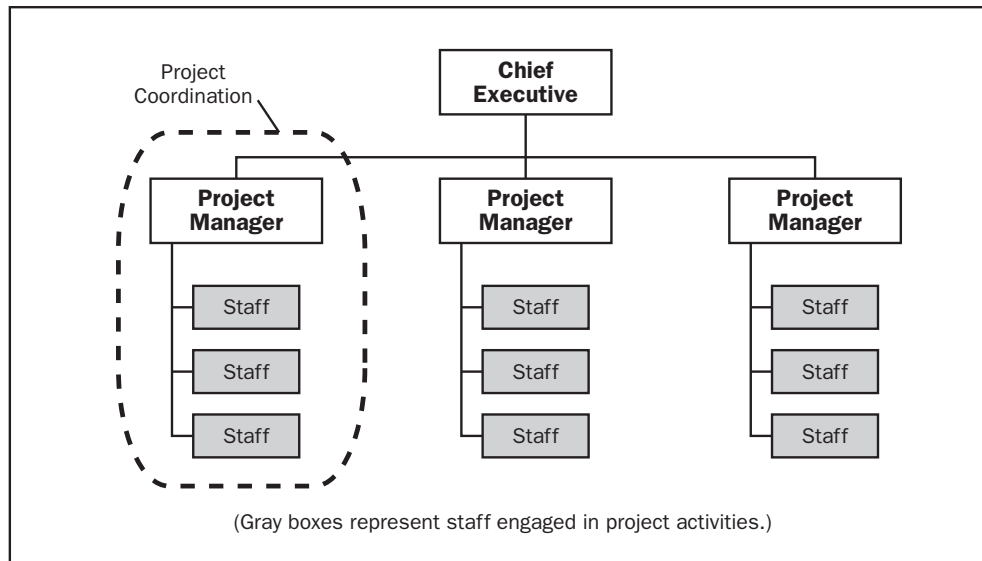 Project
Coordination
Chief
Executive
Project
Manager
Project
Manager
Project
Manager
Staff
Staff
Staff
Staff
Staff
Staff
Staff
Staff
Staff
(Gray boxes represent staff engaged in project activities.)